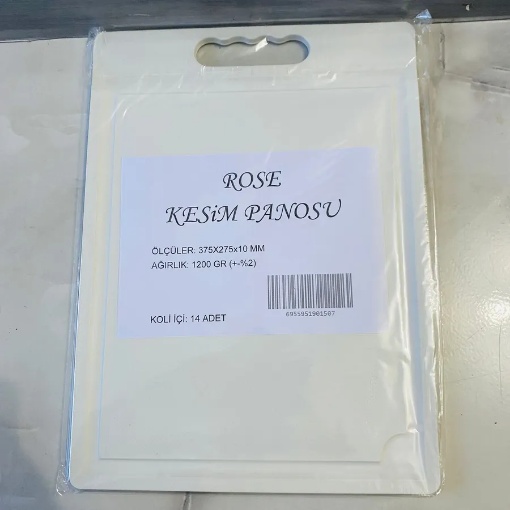 ROSE
KESiM PANOSU
ÖLÇÜLER: 375X275x10 MM
AĞIRLIK: 1200 GR (+-%2)
6955951901507
KOLİ İÇİ: 14 ADET